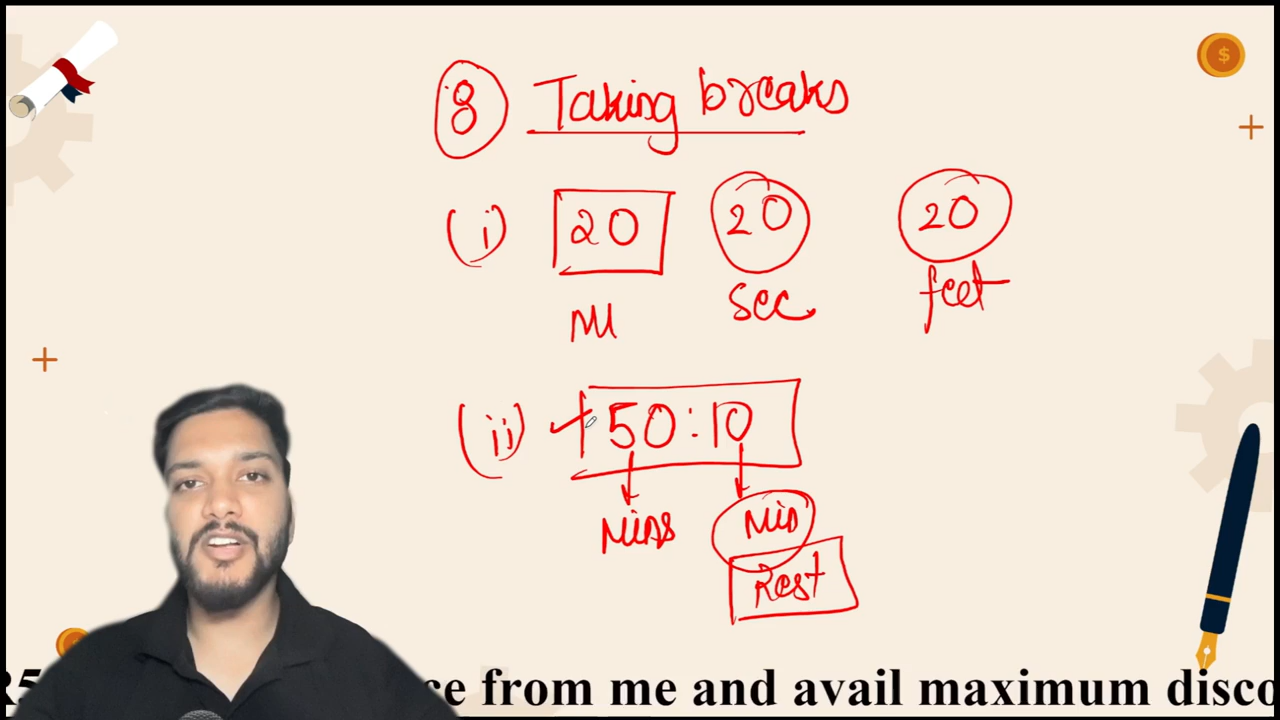 8 Taking breaks
(i) 20 20 20
Sec feet
(ii) 50:10
Mins Min
Rest
ce from me and avail maximum disco